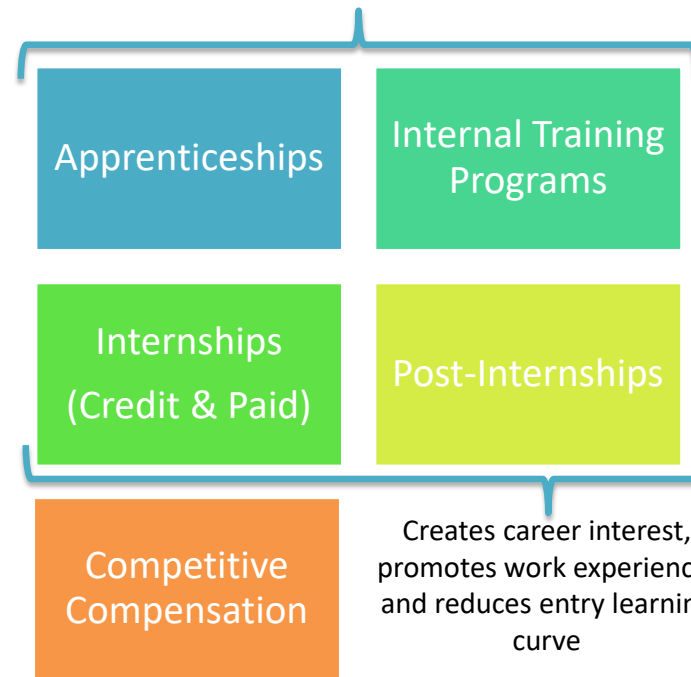 Apprenticeships
Internal Training
Programs
Internships
(Credit & Paid)
Post-Internships
Competitive
Compensation
Creates career interest,
promotes work experienc
and reduces entry learnin
curve